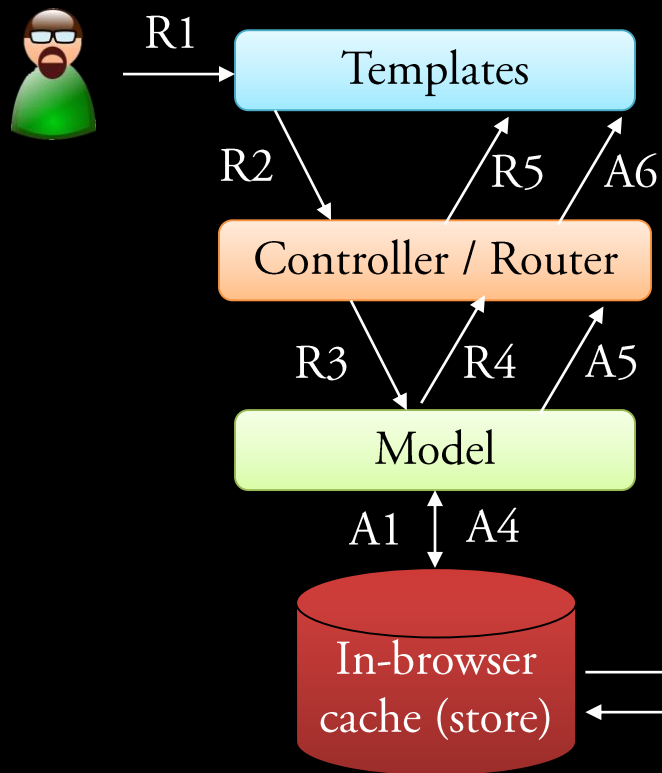 R1
Templates
R2
R5
A6
Controller / Router
R3
R4
A5
Model
A1
A4
In-browser
cache (store)